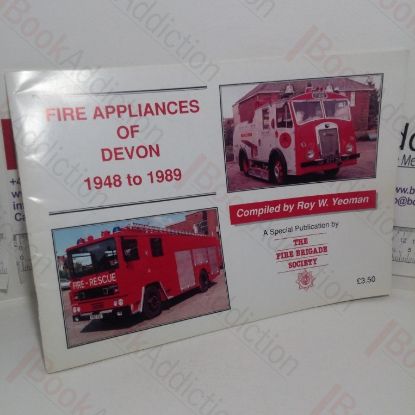 FIRE APPLIANCES
OF
DEVON
1948 to 1989
Compiled by Roy W. Yeoman
A Special Publication by
THE
FIRE BRIGADE
SOCIETY
£3.50
FIRE - RESCUE
BookAddiction